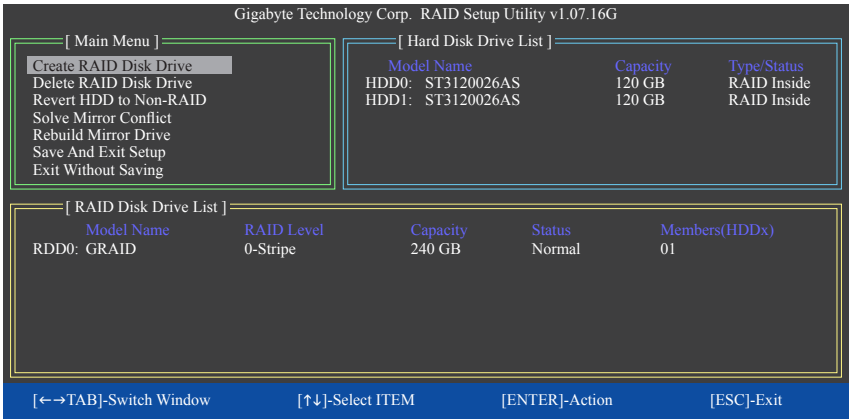 Gigabyte Technology Corp. RAID Setup Utility v1.07.16G
[ Main Menu ]
Create RAID Disk Drive
Delete RAID Disk Drive
Revert HDD to Non-RAID
Solve Mirror Conflict
Rebuild Mirror Drive
Save And Exit Setup
Exit Without Saving
[ Hard Disk Drive List ]
Model Name Capacity Type/Status
HDD0: ST3120026AS 120 GB RAID Inside
HDD1: ST3120026AS 120 GB RAID Inside
[ RAID Disk Drive List ]
Model Name RAID Level Capacity Status Members(HDDx)
RDD0: GRAID 0-Stripe 240 GB Normal 01
[←→TAB]-Switch Window [↑↓]-Select ITEM [ENTER]-Action [ESC]-Exit